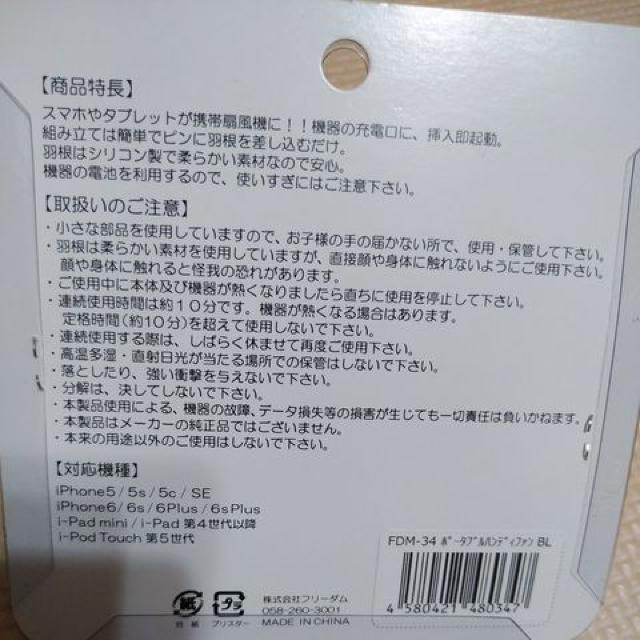 【商品特長】
スマホやタブレットが携帯扇風機に！！機器の充電口に、挿入即起動。
組み立ては簡単でピンに羽根を差し込むだけ。
羽根はシリコン製で柔らかい素材なので安心。
機器の電池を利用するので、使いすぎにはご注意下さい。
【取扱いのご注意】
・小さな部品を使用していますので、お子様の手の届かない所で、使用・保管して下さい。
・羽根は柔らかい素材を使用していますが、直接顔や身体に触れないようにご使用下さい。
顔や身体に触れると怪我の恐れがあります。
・ご使用中に本体及び機器が熱くなりましたら直ちに使用を停止して下さい。
・連続使用時間は約１０分です。機器が熱くなる場合はあります。
定格時間（約10分）を超えて使用しないで下さい。
・連続使用する際は、しばらく休ませて再度ご使用下さい。
・高温多湿・直射日光が当たる場所での保管はしないで下さい。
・落としたり、強い衝撃を与えないで下さい。
・分解は、決してしないで下さい。
・本製品使用による、機器の故障、データ損失等の損害が生じても一切責任は負いかねます。
・本製品はメーカーの純正品ではございません。
・本来の用途以外のご使用はしないで下さい。
【対応機種】
iPhone5/5s/5c/SE
iPhone6/6s/6Plus/6sPlus
i-Pad mini/i-Pad 第４世代以降
i-Pod Touch 第５世代
FDM-34 ﾎﾟｰﾀﾌﾞﾙﾊﾝﾃﾞｨﾌｧﾝ BL
4 580421 480347
紙
プラ
台紙 ブリスター
株式会社フリーダム
058-260-3001
MADE IN CHINA